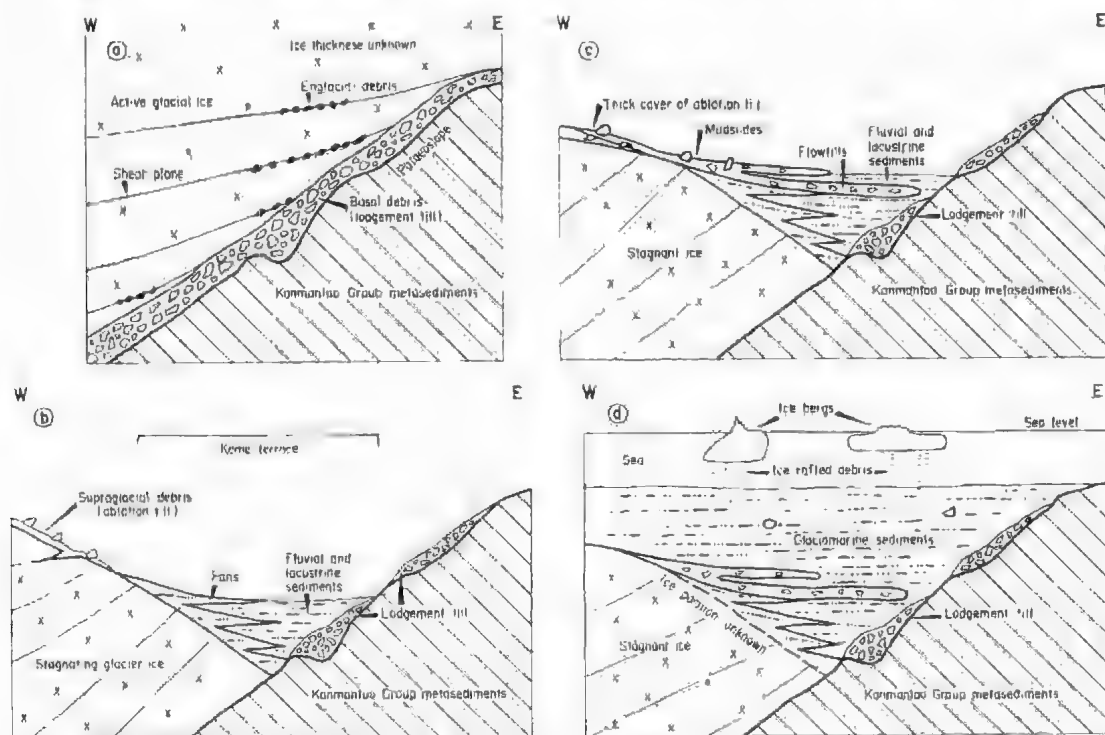 W
E
ⓐ
Ice thickness unknown
Englacial debris
Active glacial ice
Shear plane
Palaeoslope
Basal debris
(lodgement till)
Kanmantoo Group metasediments
W
E
ⓒ
Thick cover of ablation till
Mudslides
Flowtills
Fluvial and
lacustrine
sediments
Lodgement till
Stagnant ice
Kanmantoo Group metasediments
W
E
ⓑ
Kame terrace
Supraglacial debris
(ablation till)
Fans
Fluvial and
lacustrine
sediments
Lodgement till
Stagnating glacier ice
Kanmantoo Group metasediments
W
E
ⓓ
Ice bergs
Sea level
Sea
Ice rafted debris
Glaciomarine sediments
Ice position unknown
Lodgement till
Stagnant ice
Kanmantoo Group metasediments